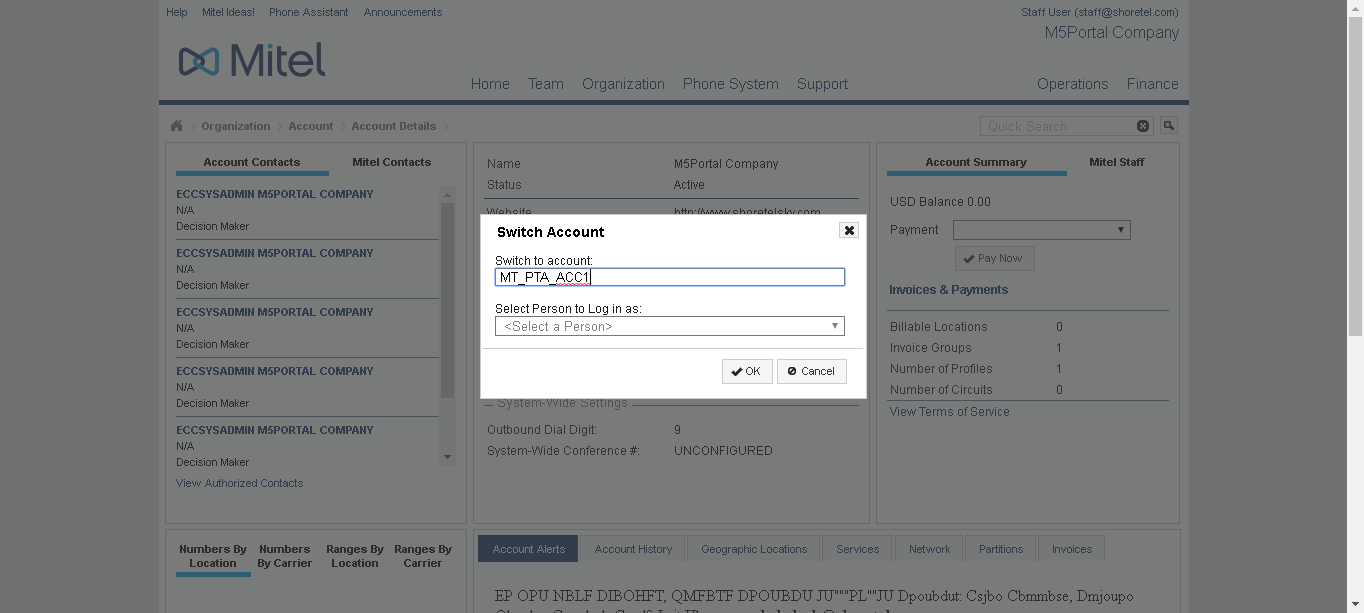 Help Mitel Ideas! Phone Assistant Announcements Staff User (staff@shoretel.com)
M5Portal Company
Mitel
Home Team Organization Phone System Support Operations Finance
Organization Account Account Details Quick Search
Account Contacts Mitel Contacts
ECCSYSADMIN M5PORTAL COMPANY
N/A
Decision Maker
ECCSYSADMIN M5PORTAL COMPANY
N/A
Decision Maker
ECCSYSADMIN M5PORTAL COMPANY
N/A
Decision Maker
ECCSYSADMIN M5PORTAL COMPANY
N/A
Decision Maker
ECCSYSADMIN M5PORTAL COMPANY
N/A
Decision Maker
View Authorized Contacts
Name M5Portal Company
Status Active
Website http://www.shoretelsky.com
Switch Account
Switch to account:
MT_PTA_ACC1
Select Person to Log in as:
<Select a Person>
OK Cancel
System-Wide Settings
Outbound Dial Digit: 9
System-Wide Conference #: UNCONFIGURED
Account Summary Mitel Staff
USD Balance 0.00
Payment
Pay Now
Invoices & Payments
Billable Locations 0
Invoice Groups 1
Number of Profiles 1
Number of Circuits 0
View Terms of Service
Numbers By Location Numbers By Carrier Ranges By Location Ranges By Carrier
Account Alerts Account History Geographic Locations Services Network Partitions Invoices
EP OPU NBLF DIBOHFT, QMFBTF DPOUBDU JU"""PL""JU Dpoubdut: Csjbo Cbmmbse, Dmjoupo